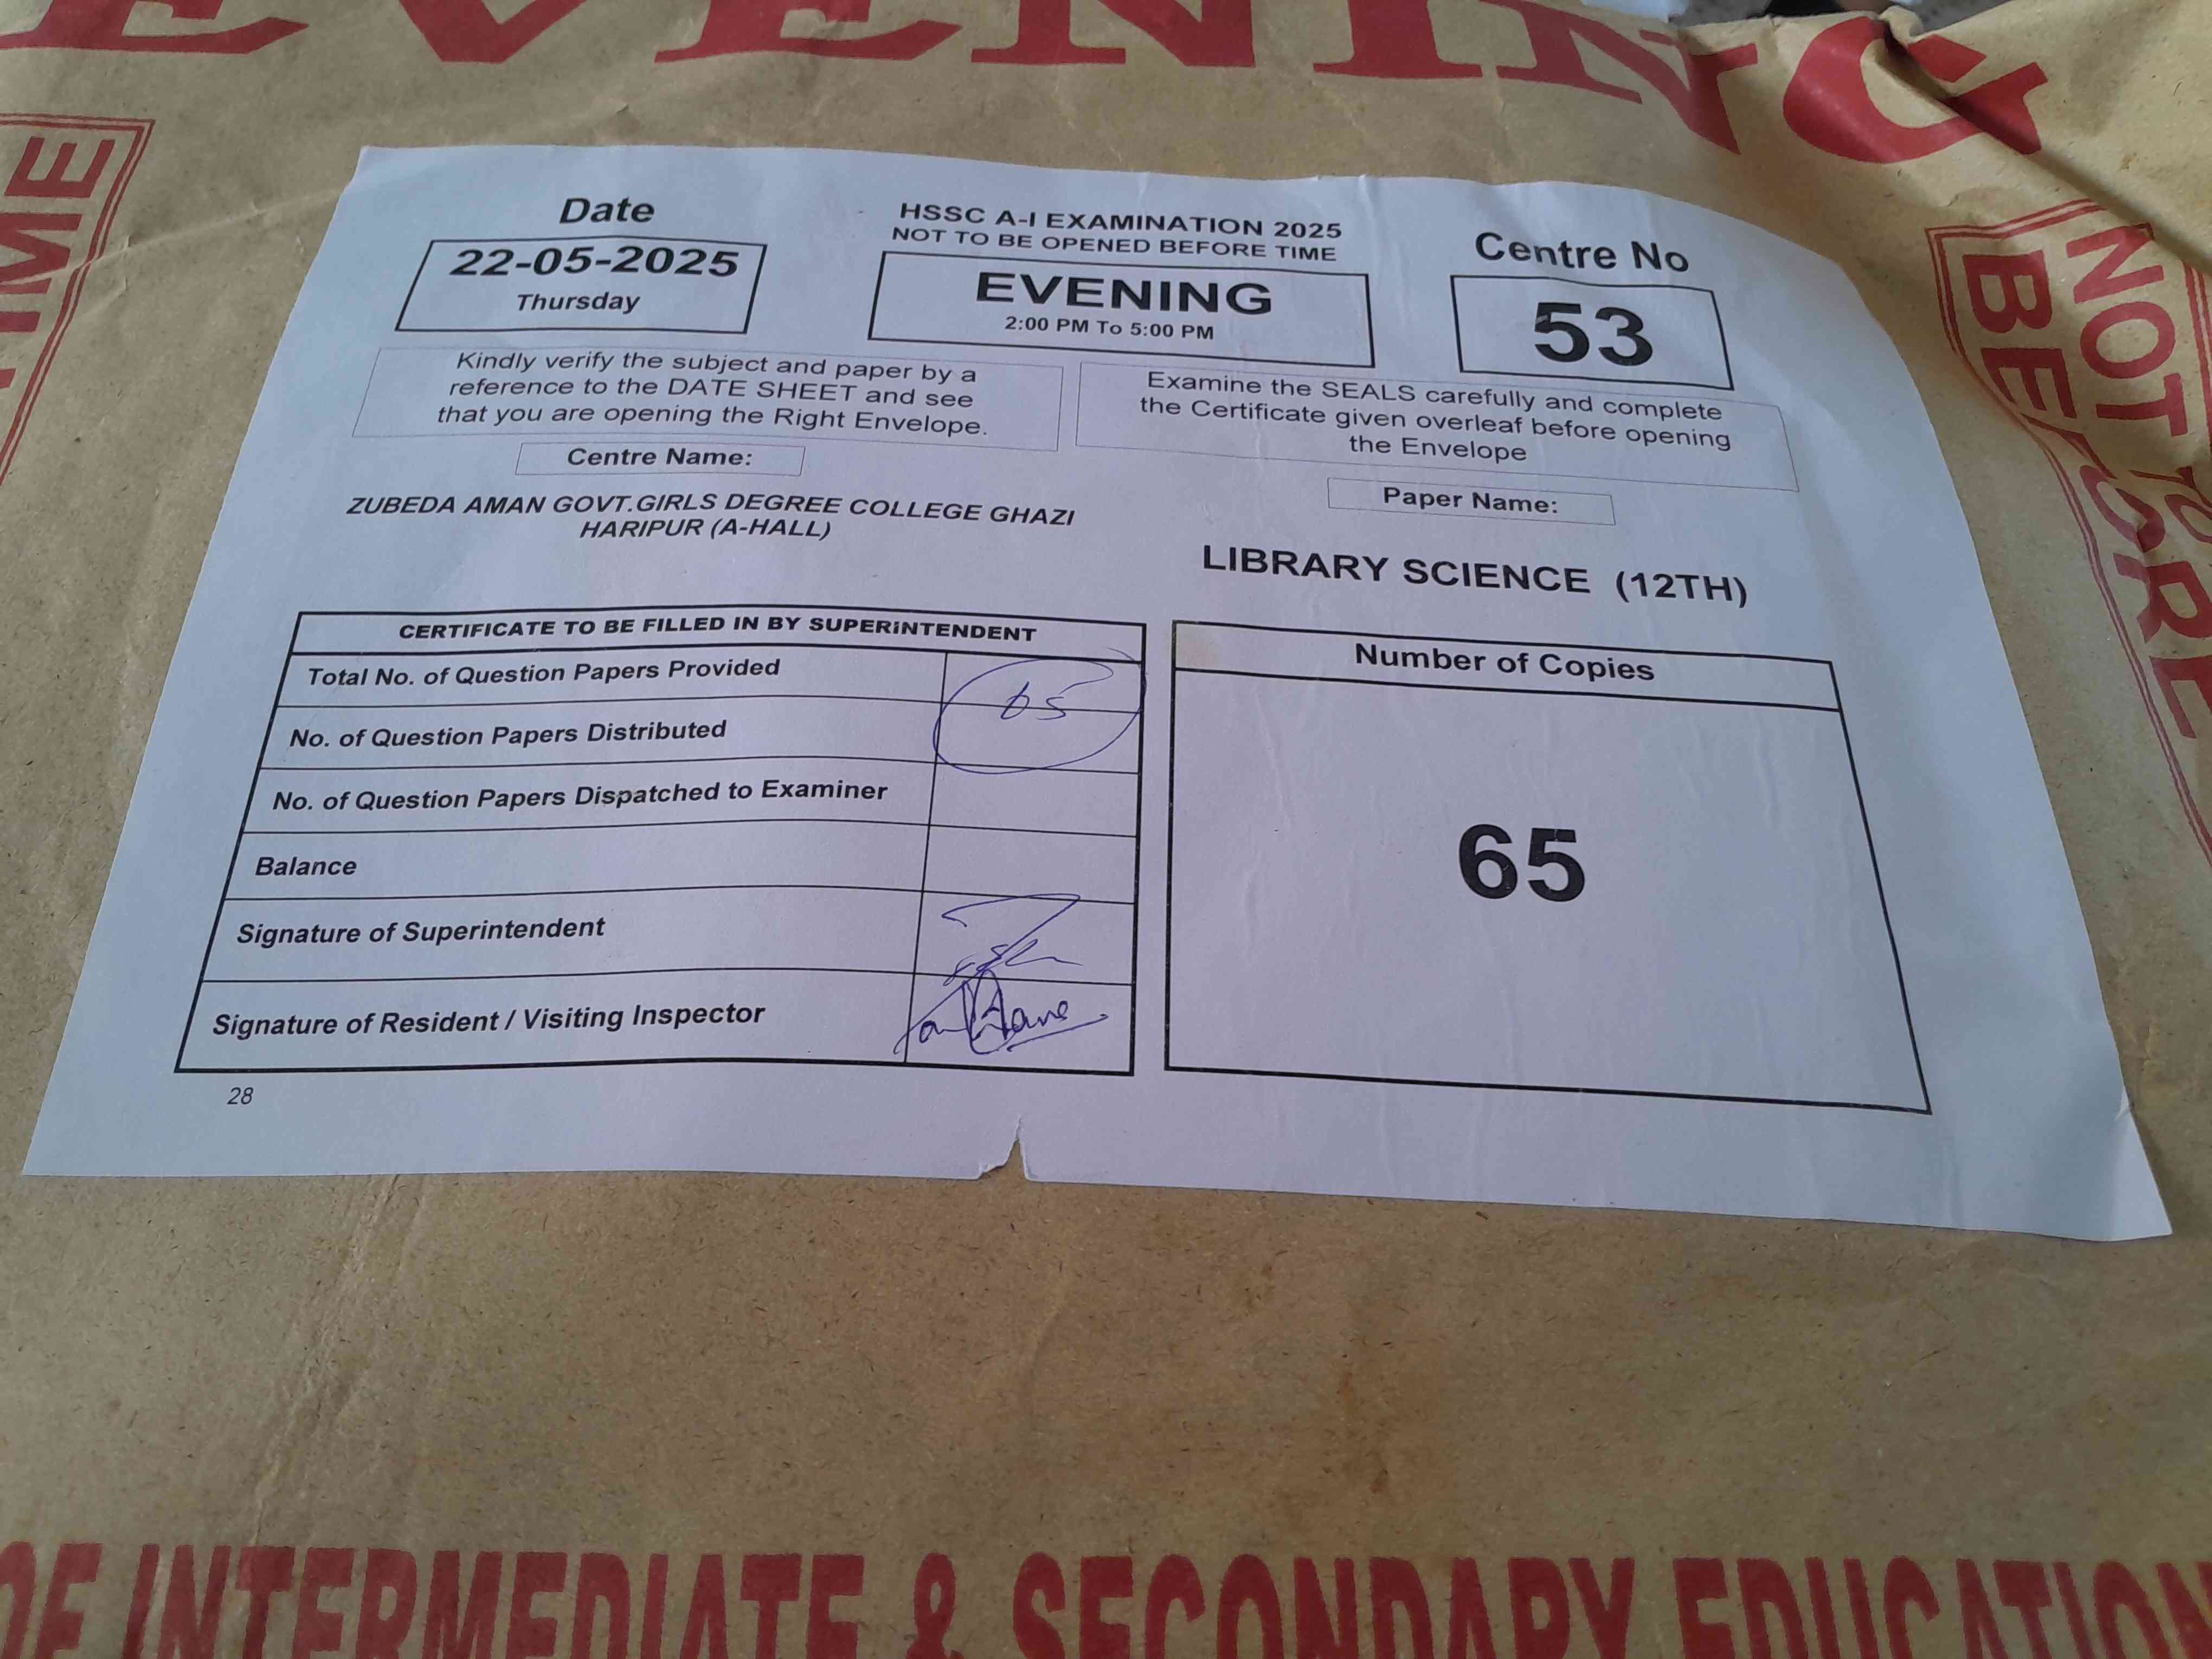 EVENING
TIME
NOT TO BE
BEFORE
Date
22-05-2025
Thursday
HSSC A-I EXAMINATION 2025
NOT TO BE OPENED BEFORE TIME
EVENING
2:00 PM To 5:00 PM
Centre No
53
Kindly verify the subject and paper by a
reference to the DATE SHEET and see
that you are opening the Right Envelope.
Examine the SEALS carefully and complete
the Certificate given overleaf before opening
the Envelope
Centre Name:
ZUBEDA AMAN GOVT.GIRLS DEGREE COLLEGE GHAZI
HARIPUR (A-HALL)
Paper Name:
LIBRARY SCIENCE (12TH)
CERTIFICATE TO BE FILLED IN BY SUPERiNTENDENT
Total No. of Question Papers Provided
65
No. of Question Papers Distributed
No. of Question Papers Dispatched to Examiner
Balance
Signature of Superintendent
Signature of Resident / Visiting Inspector
Number of Copies
65
28
OF INTERMEDIATE & SECONDARY EDUCATION